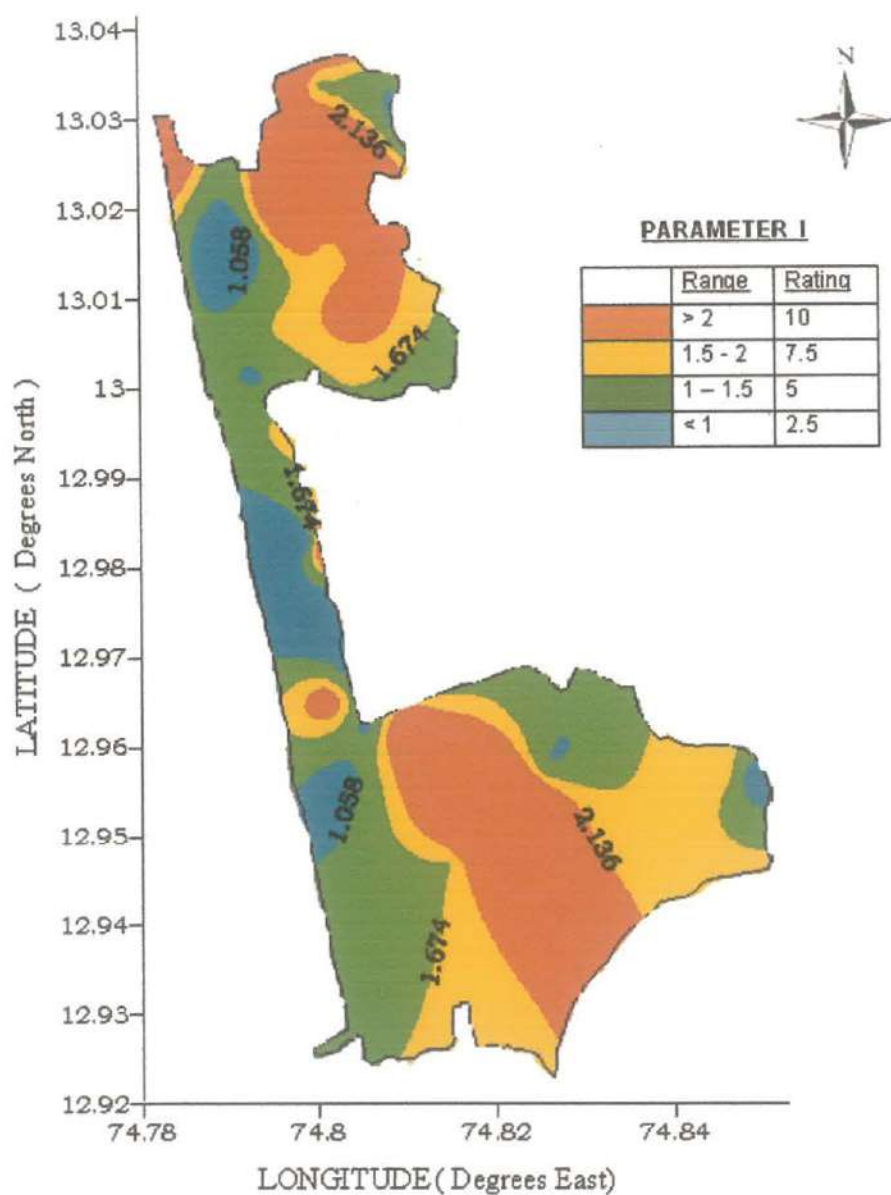 13.04
13.03
13.02
13.01
13
12.99
12.98
12.97
12.96
12.95
12.94
12.93
12.92
LATITUDE ( Degrees North )
74.78 74.8 74.82 74.84
LONGITUDE ( Degrees East)
N
PARAMETER I
Range Rating
> 2 10
1.5 - 2 7.5
1 – 1.5 5
< 1 2.5
2.136
1.058
1.674
1.674
1.058
2.136
1.674